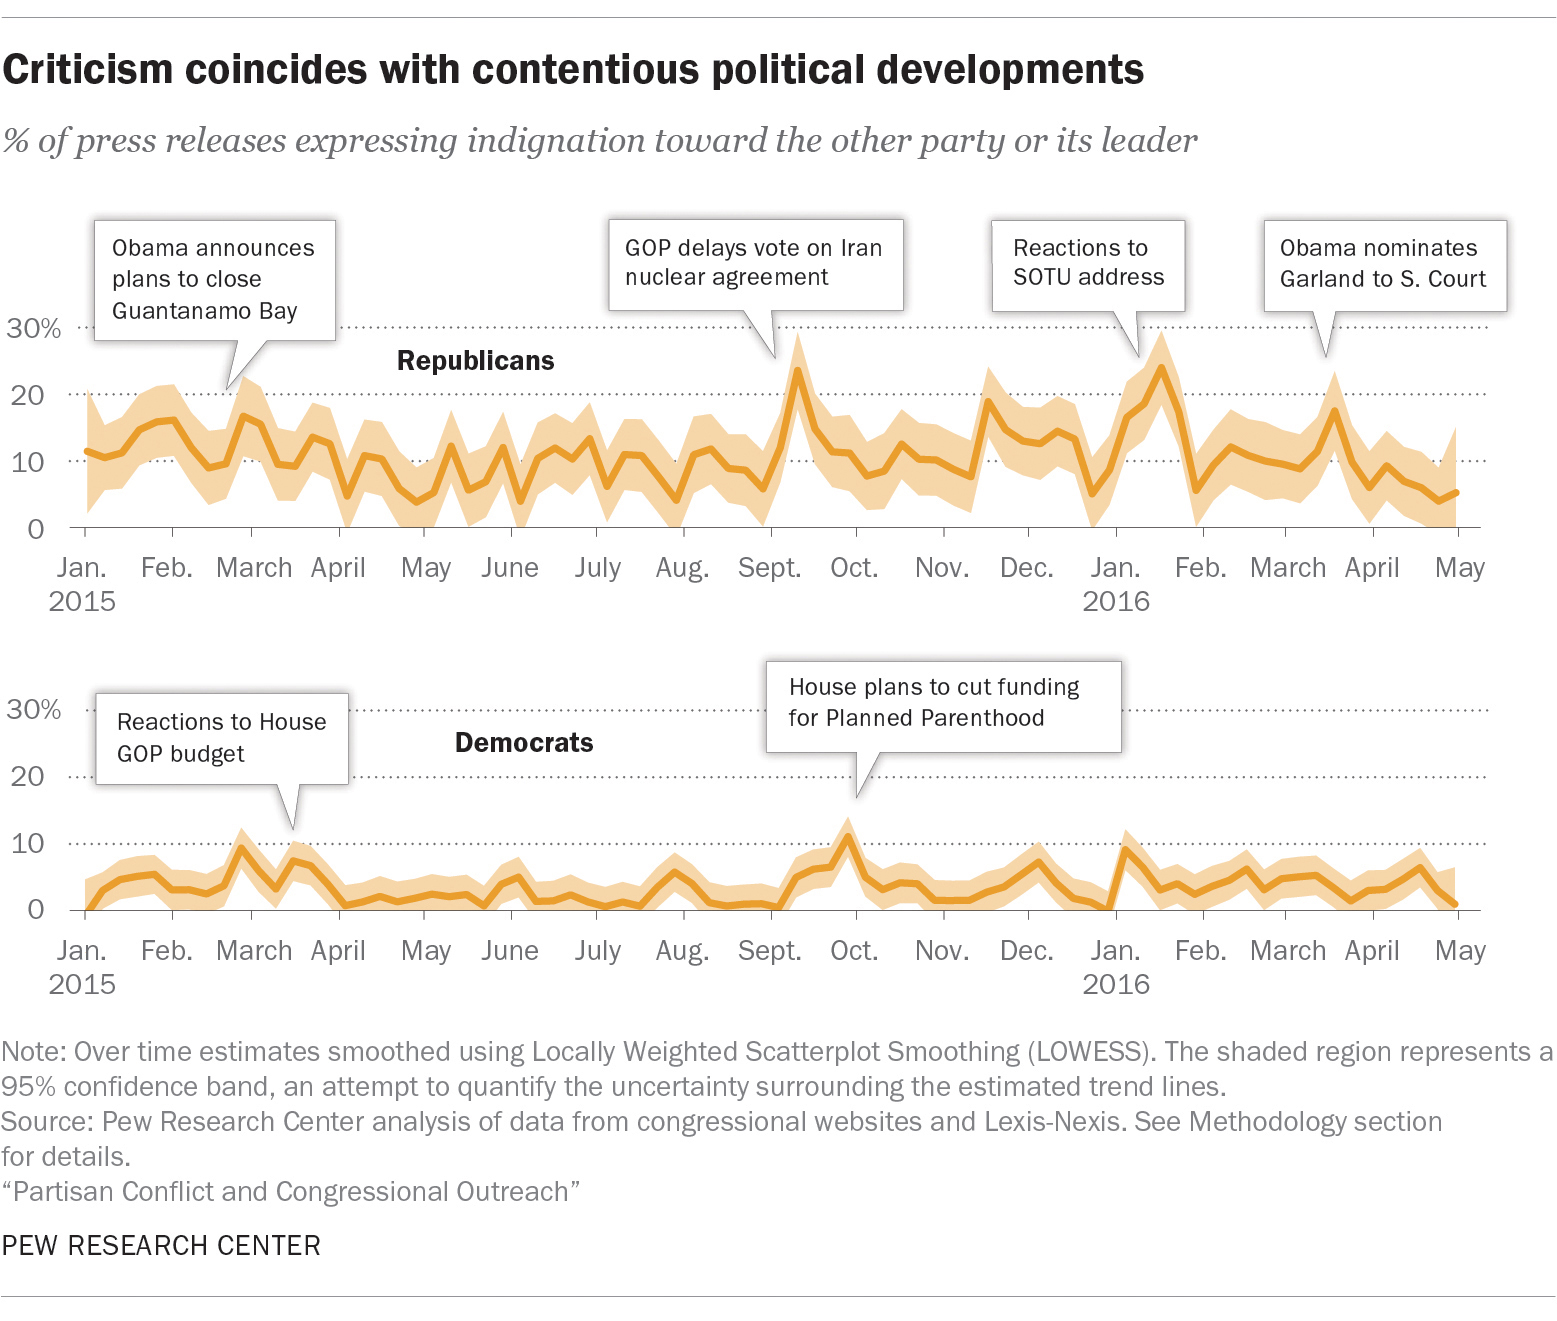 Criticism coincides with contentious political developments
% of press releases expressing indignation toward the other party or its leader
Obama announces
plans to close
Guantanamo Bay
GOP delays vote on Iran
nuclear agreement
Reactions to
SOTU address
Obama nominates
Garland to S. Court
30%
Republicans
20
10
0
Jan. Feb. March April May June July Aug. Sept. Oct. Nov. Dec. Jan. Feb. March April May
2015 2016
House plans to cut funding
for Planned Parenthood
Reactions to House
GOP budget
30%
Democrats
20
10
0
Jan. Feb. March April May June July Aug. Sept. Oct. Nov. Dec. Jan. Feb. March April May
2015 2016
Note: Over time estimates smoothed using Locally Weighted Scatterplot Smoothing (LOWESS). The shaded region represents a
95% confidence band, an attempt to quantify the uncertainty surrounding the estimated trend lines.
Source: Pew Research Center analysis of data from congressional websites and Lexis-Nexis. See Methodology section
for details.
“Partisan Conflict and Congressional Outreach”
PEW RESEARCH CENTER